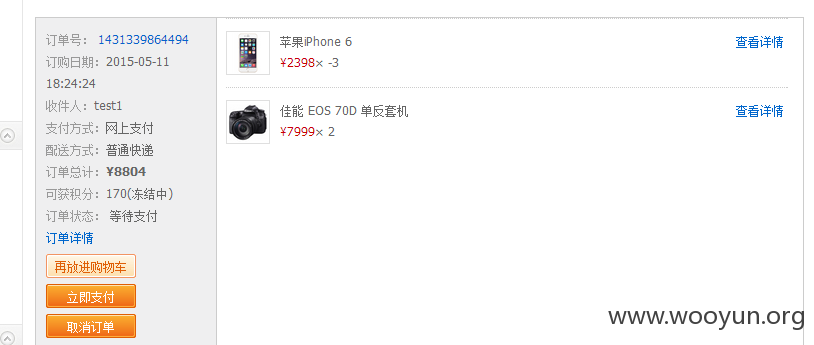 订单号： 1431339864494
订购日期：2015-05-11
18:24:24
收件人：test1
支付方式：网上支付
配送方式：普通快递
订单总计：¥8804
可获积分：170(冻结中)
订单状态： 等待支付
订单详情
再放进购物车
立即支付
取消订单
苹果iPhone 6
查看详情
¥2398× -3
佳能 EOS 70D 单反套机
查看详情
¥7999× 2
www.wooyun.org